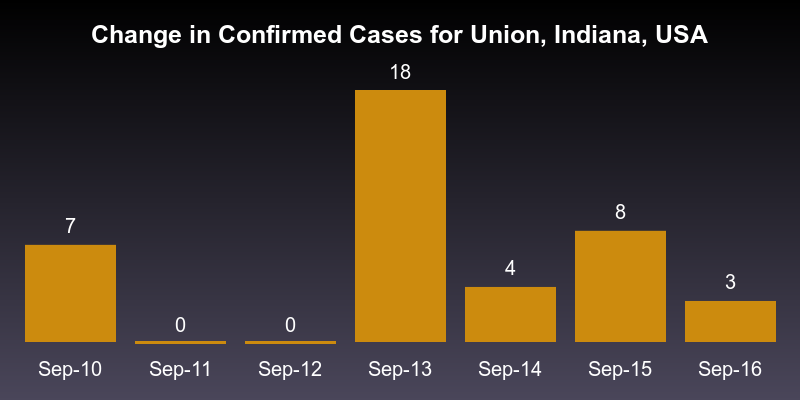 Change in Confirmed Cases for Union, Indiana, USA
18
7
8
4
3
0
0
Sep-10
Sep-11
Sep-12
Sep-13
Sep-14
Sep-15
Sep-16